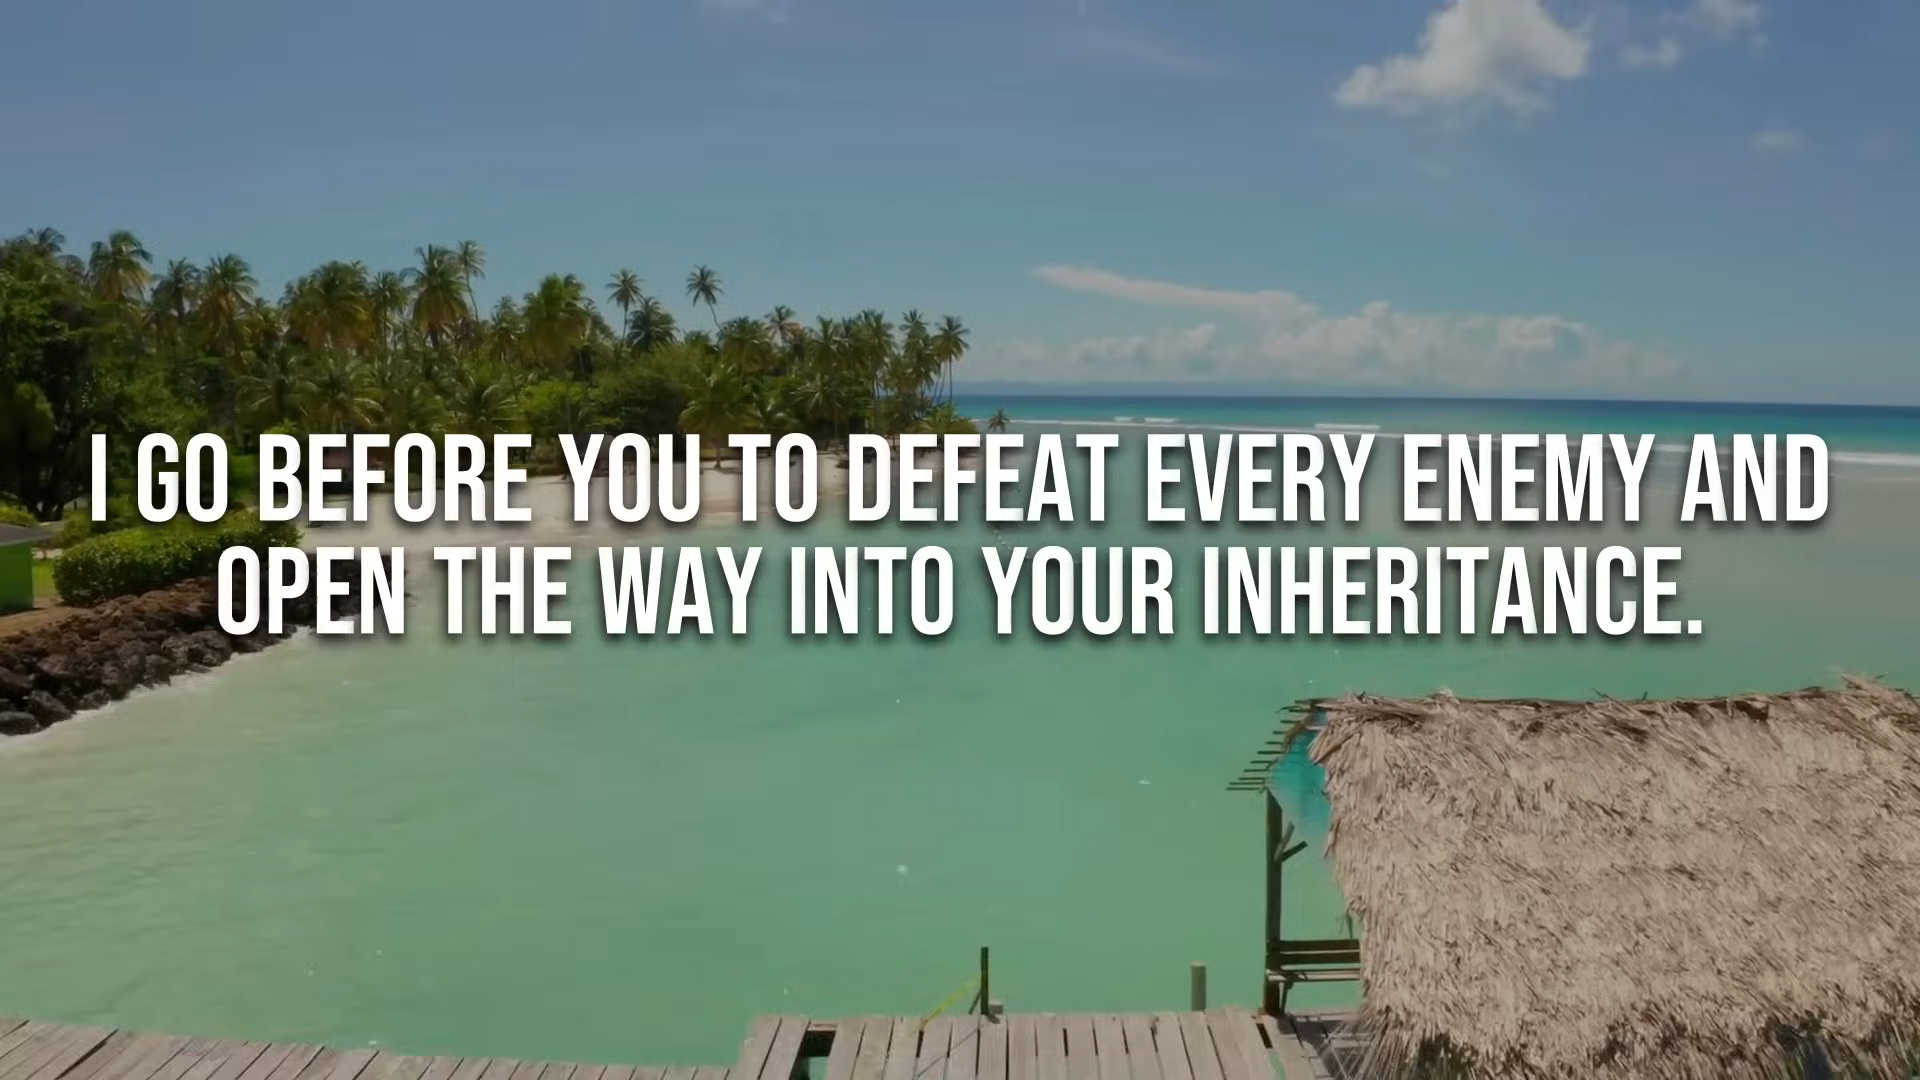 I GO BEFORE YOU TO DEFEAT EVERY ENEMY AND
OPEN THE WAY INTO YOUR INHERITANCE.